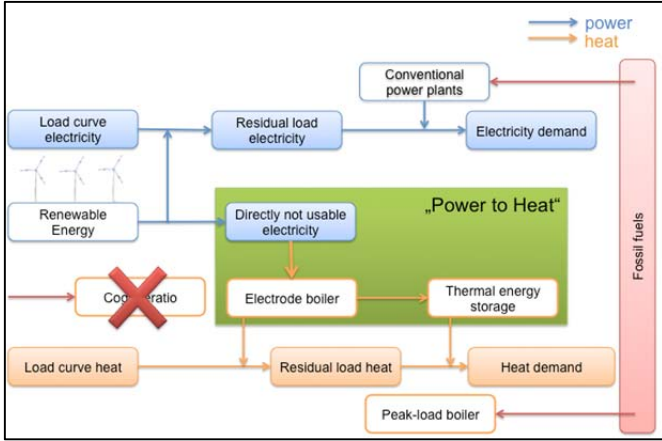 power
heat
Conventional
power plants
Load curve
electricity
Residual load
electricity
Electricity demand
Renewable
Energy
Directly not usable
electricity
„Power to Heat“
Electrode boiler
Thermal energy
storage
Load curve heat
Residual load heat
Heat demand
Peak-load boiler
Fossil fuels